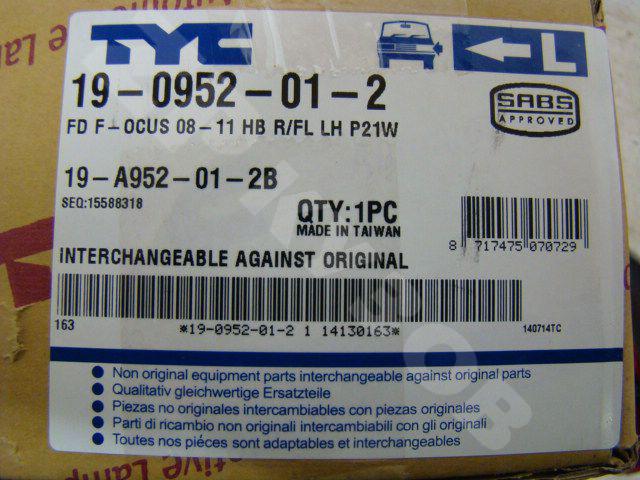 TYC
L
19-0952-01-2
SABS
APPROVED
FD F-OCUS 08-11 HB R/FL LH P21W
19-A952-01-2B
SEQ:15588318
QTY:1PC
MADE IN TAIWAN
8 717475 070729
INTERCHANGEABLE AGAINST ORIGINAL
163
*19-0952-01-2 1 14130163*
140714TC
Non original equipment parts interchangeable against original parts
Qualitativ gleichwertige Ersatzteile
Piezas no originales intercambiables con piezas originales
Parti di ricambio non originali intercambiabili con gli originali
Toutes nos piéces sont adaptables et interchangeables